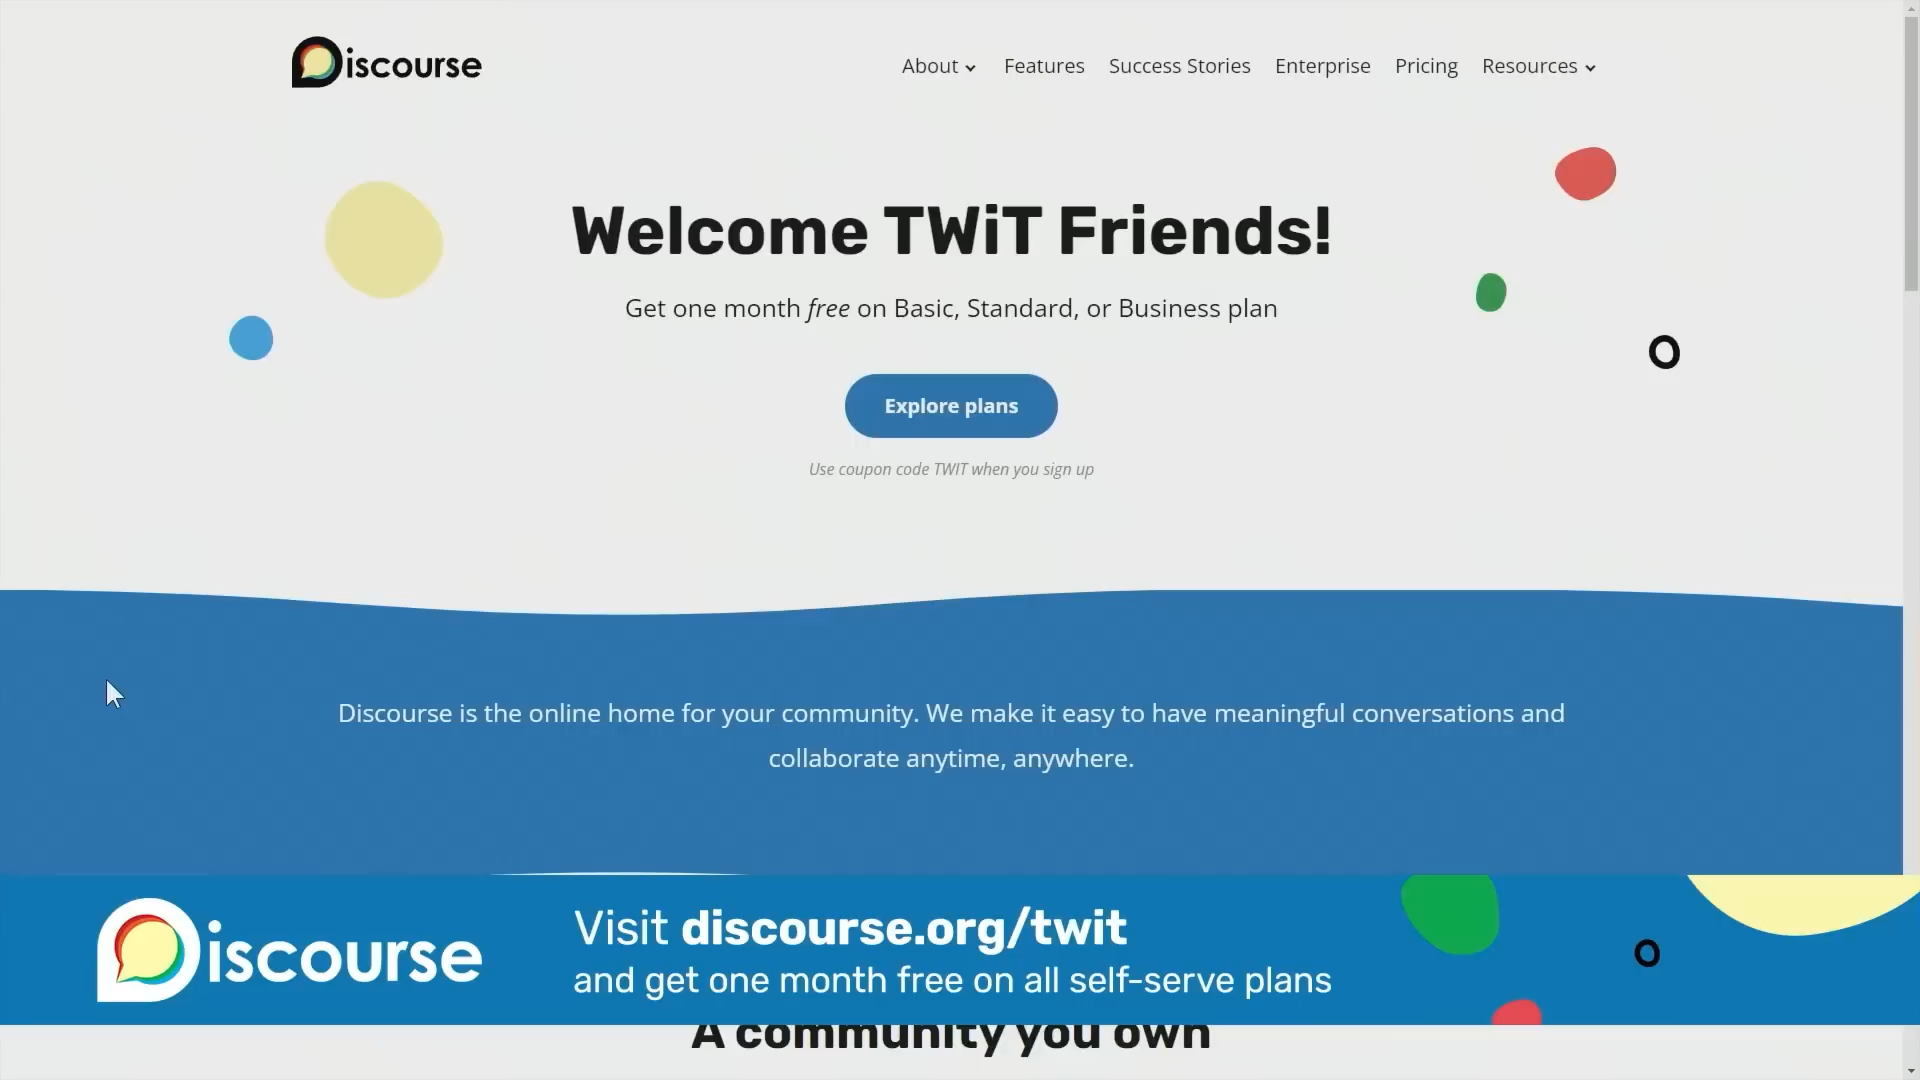 Discourse
About Features Success Stories Enterprise Pricing Resources
Welcome TWiT Friends!
Get one month free on Basic, Standard, or Business plan
Explore plans
Use coupon code TWIT when you sign up
Discourse is the online home for your community. We make it easy to have meaningful conversations and
collaborate anytime, anywhere.
Discourse
Visit discourse.org/twit
and get one month free on all self-serve plans
A community you own